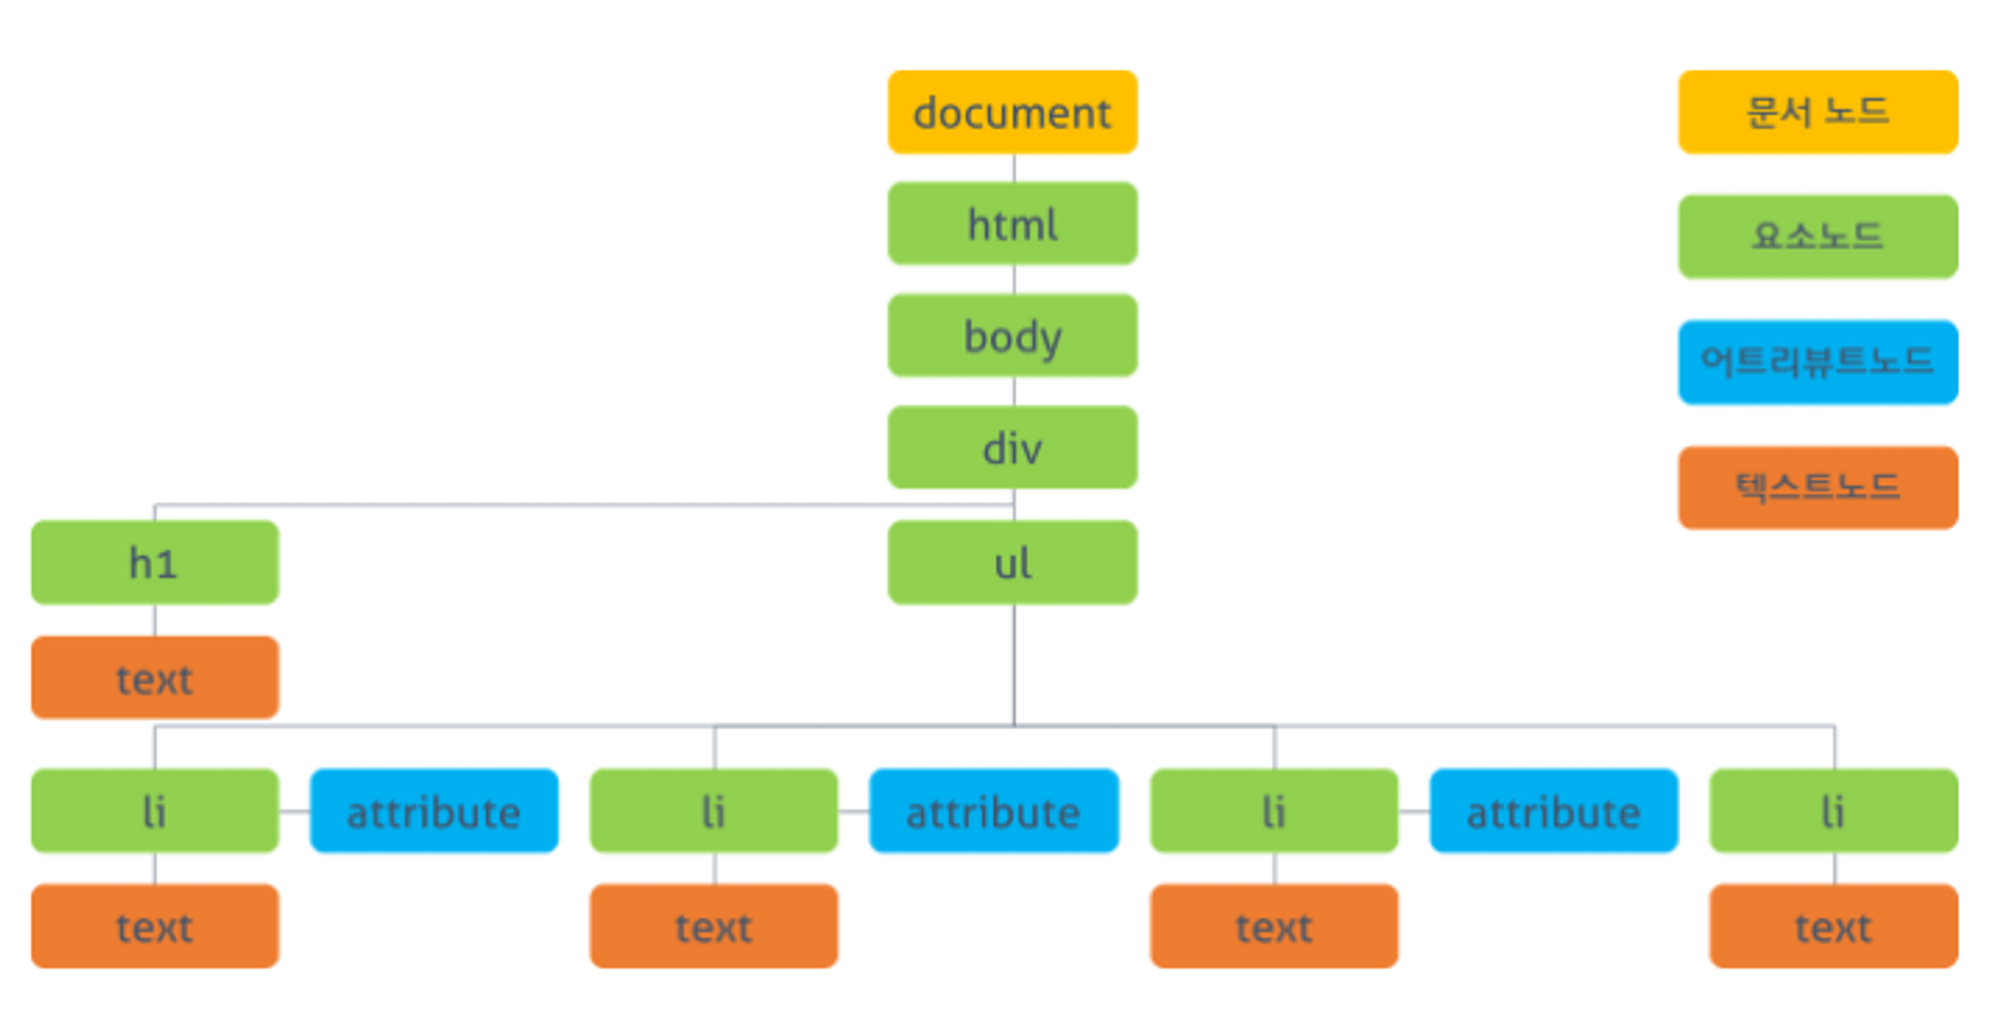 document
문서 노드
html
요소노드
body
어트리뷰트노드
div
텍스트노드
h1
ul
text
li
attribute
li
attribute
li
attribute
li
text
text
text
text